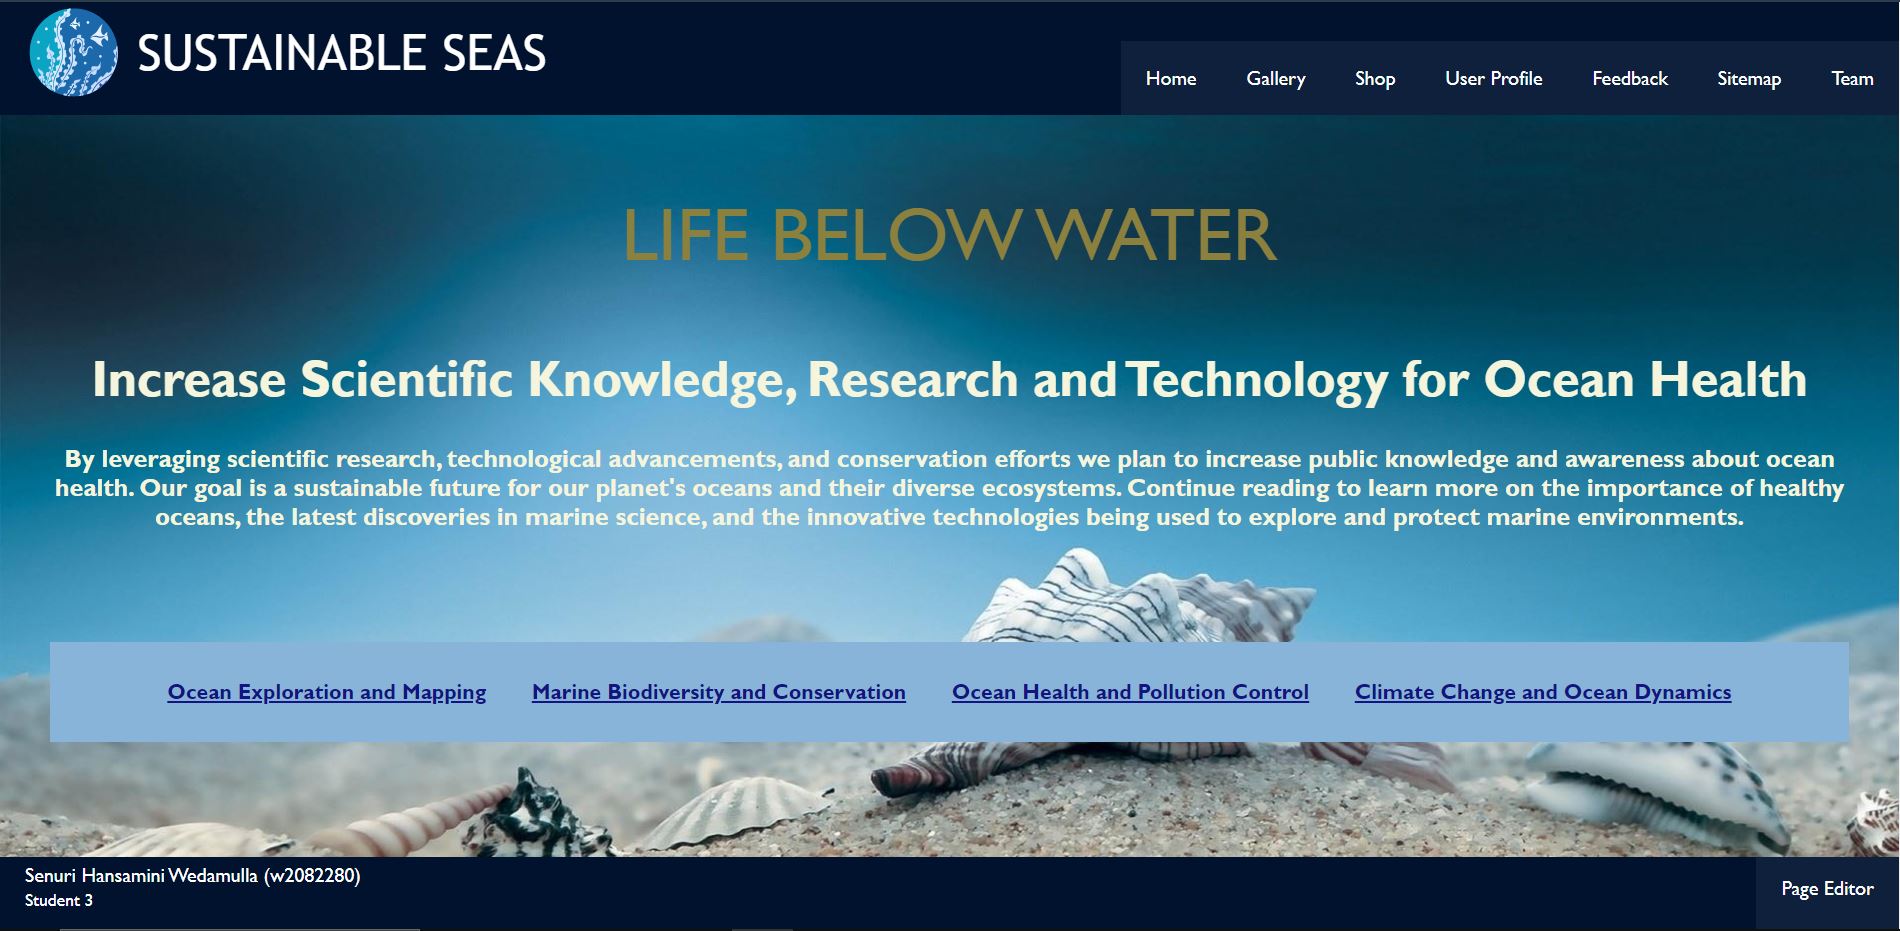 SUSTAINABLE SEAS
Home Gallery Shop User Profile Feedback Sitemap Team
LIFE BELOW WATER
Increase Scientific Knowledge, Research and Technology for Ocean Health
By leveraging scientific research, technological advancements, and conservation efforts we plan to increase public knowledge and awareness about ocean
health. Our goal is a sustainable future for our planet's oceans and their diverse ecosystems. Continue reading to learn more on the importance of healthy
oceans, the latest discoveries in marine science, and the innovative technologies being used to explore and protect marine environments.
Ocean Exploration and Mapping Marine Biodiversity and Conservation Ocean Health and Pollution Control Climate Change and Ocean Dynamics
Senuri Hansamini Wedamulla (w2082280)
Student 3
Page Editor